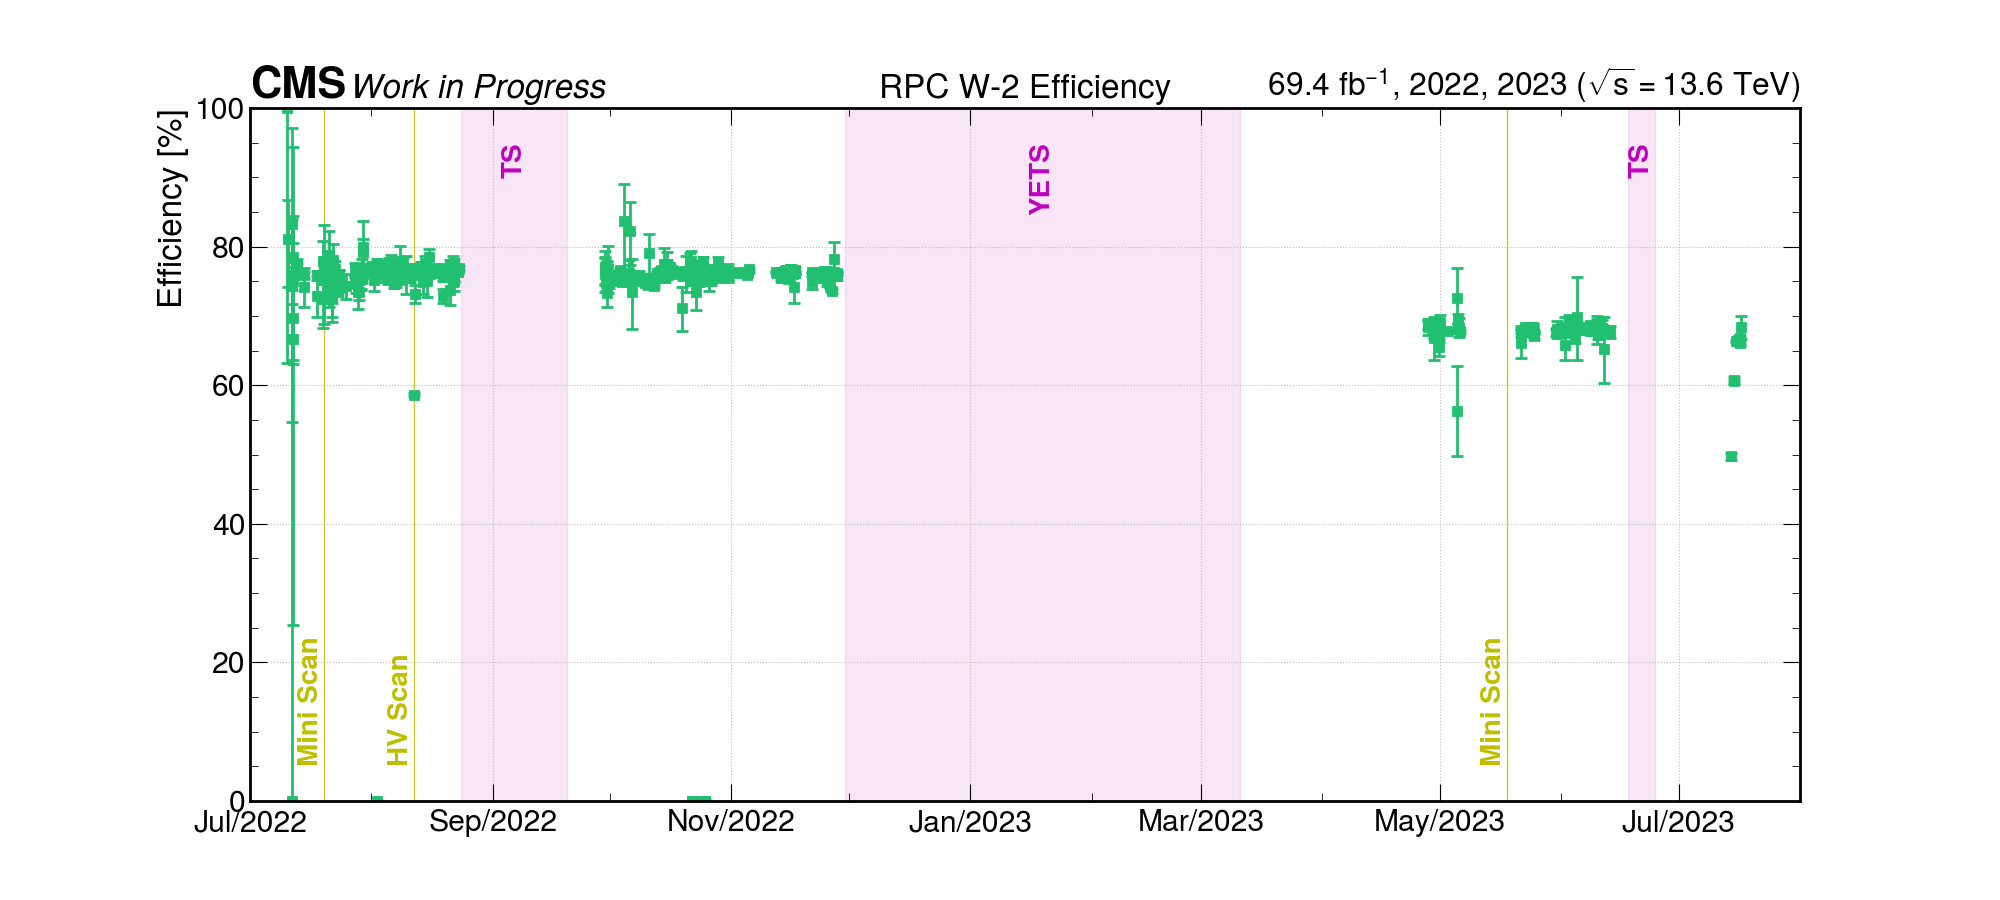 CMS Work in Progress RPC W-2 Efficiency 69.4 fb⁻¹, 2022, 2023 (√s = 13.6 TeV)
Efficiency [%]
100
80
60
40
20
0
TS
YETS
TS
Mini Scan
HV Scan
Mini Scan
Jul/2022 Sep/2022 Nov/2022 Jan/2023 Mar/2023 May/2023 Jul/2023